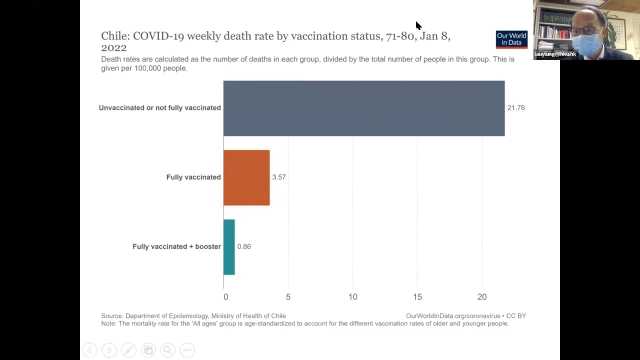 Chile: COVID-19 weekly death rate by vaccination status, 71-80, Jan 8,
2022
Our World
in Data
Death rates are calculated as the number of deaths in each group, divided by the total number of people in this group. This is
given per 100,000 people.
Unvaccinated or not fully vaccinated
21.76
Fully vaccinated
3.57
Fully vaccinated + booster
0.86
0
5
10
15
20
Source: Department of Epidemiology, Ministry of Health of Chile
OurWorldInData.org/coronavirus • CC BY
Note: The mortality rate for the "All ages" group is age-standardized to account for the different vaccination rates of older and younger people.